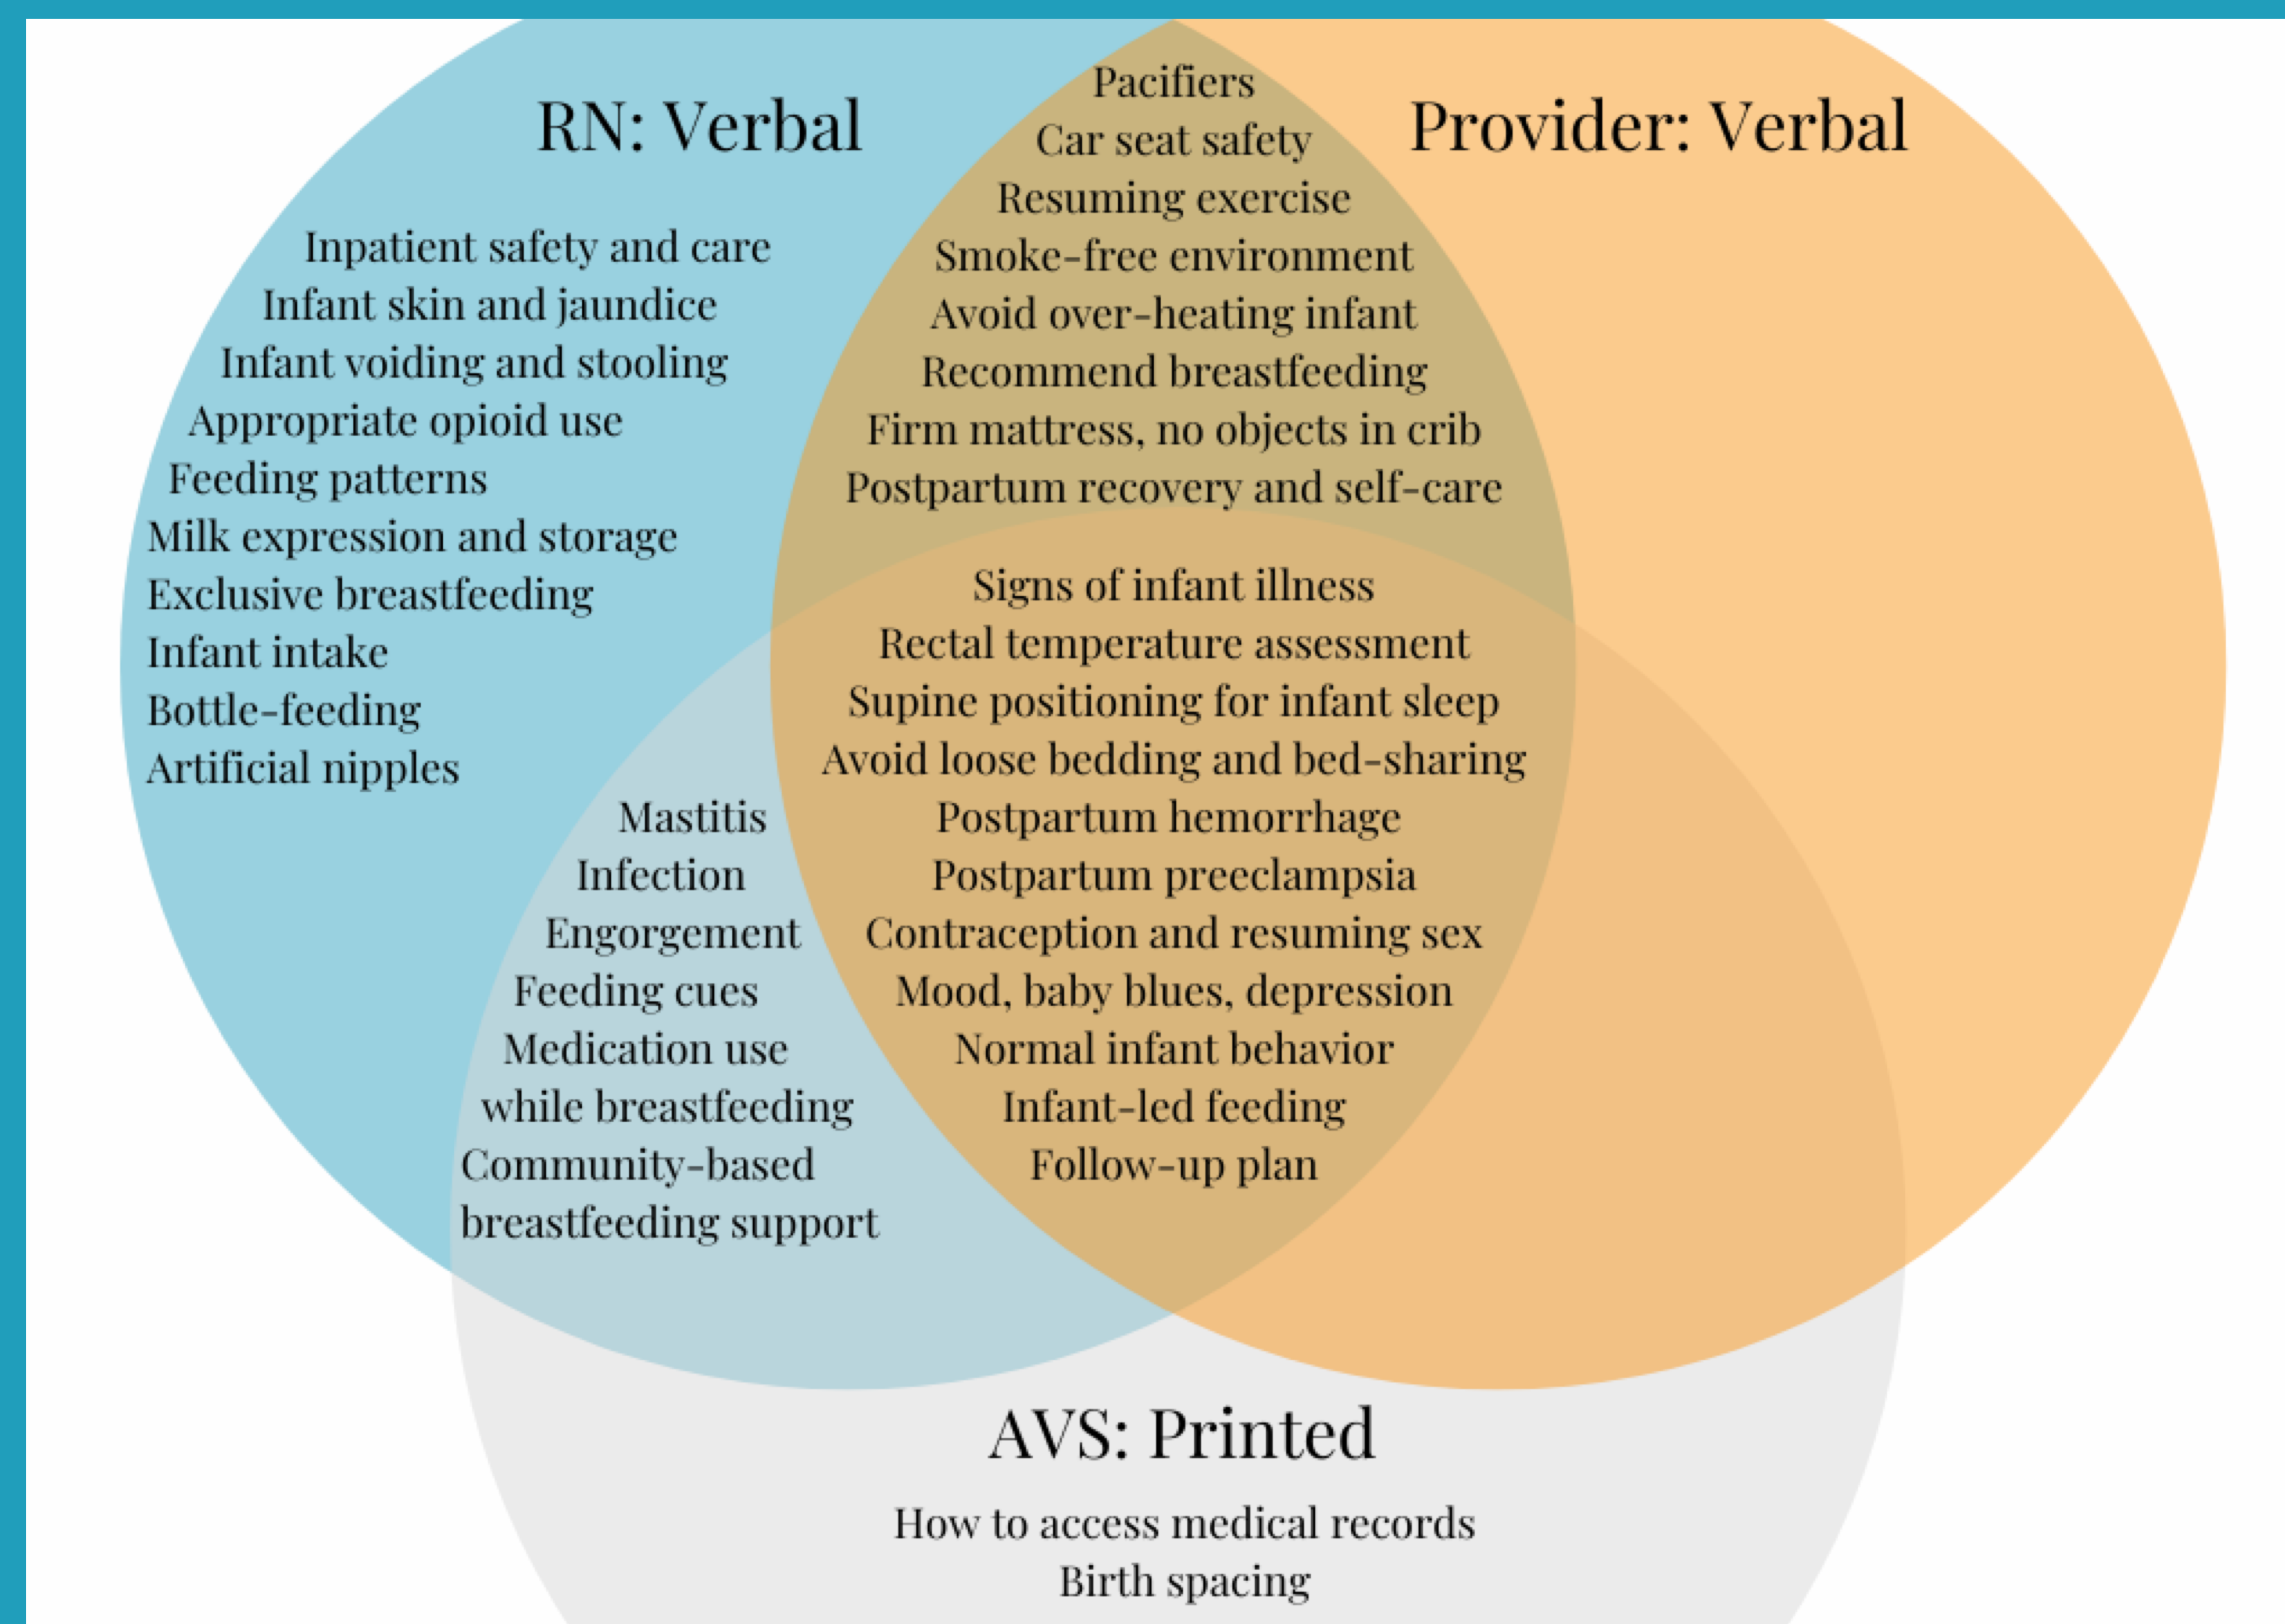 RN: Verbal
Inpatient safety and care
Infant skin and jaundice
Infant voiding and stooling
Appropriate opioid use
Feeding patterns
Milk expression and storage
Exclusive breastfeeding
Infant intake
Bottle-feeding
Artificial nipples
Pacifiers
Car seat safety
Resuming exercise
Smoke-free environment
Avoid over-heating infant
Recommend breastfeeding
Firm mattress, no objects in crib
Postpartum recovery and self-care
Provider: Verbal
Signs of infant illness
Rectal temperature assessment
Supine positioning for infant sleep
Avoid loose bedding and bed-sharing
Postpartum hemorrhage
Postpartum preeclampsia
Contraception and resuming sex
Mood, baby blues, depression
Normal infant behavior
Infant-led feeding
Follow-up plan
Mastitis
Infection
Engorgement
Feeding cues
Medication use
while breastfeeding
Community-based
breastfeeding support
AVS: Printed
How to access medical records
Birth spacing